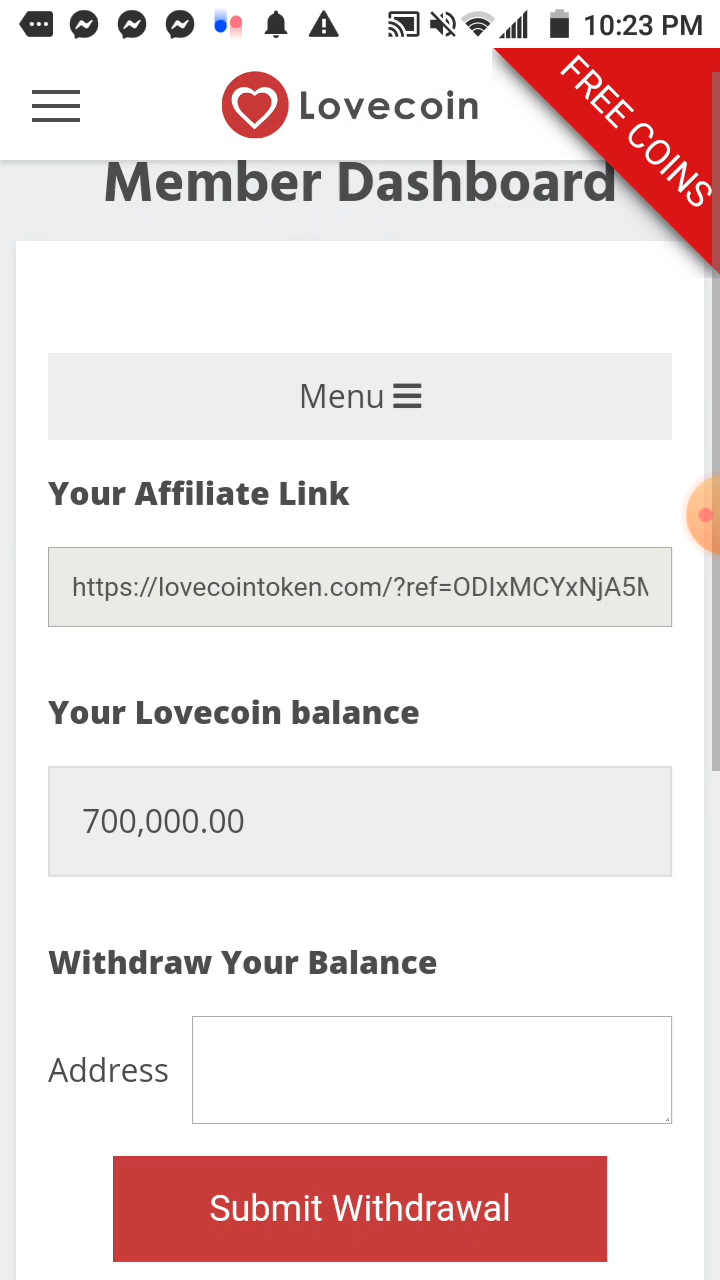 10:23 PM
Lovecoin
FREE COINS
Member Dashboard
Menu
Your Affiliate Link
https://lovecointoken.com/?ref=ODIxMCYxNjA5
Your Lovecoin balance
700,000.00
Withdraw Your Balance
Address
Submit Withdrawal